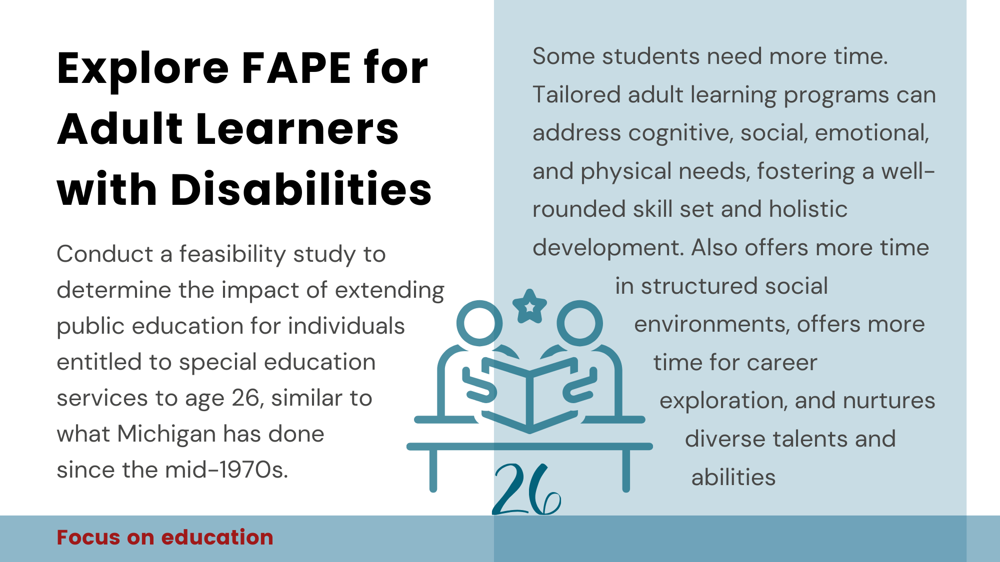 Explore FAPE for
Adult Learners
with Disabilities
Conduct a feasibility study to
determine the impact of extending
public education for individuals
entitled to special education
services to age 26, similar to
what Michigan has done
since the mid-1970s.
Some students need more time.
Tailored adult learning programs can
address cognitive, social, emotional,
and physical needs, fostering a well-
rounded skill set and holistic
development. Also offers more time
in structured social
environments, offers more
time for career
exploration, and nurtures
diverse talents and
abilities
26
Focus on education